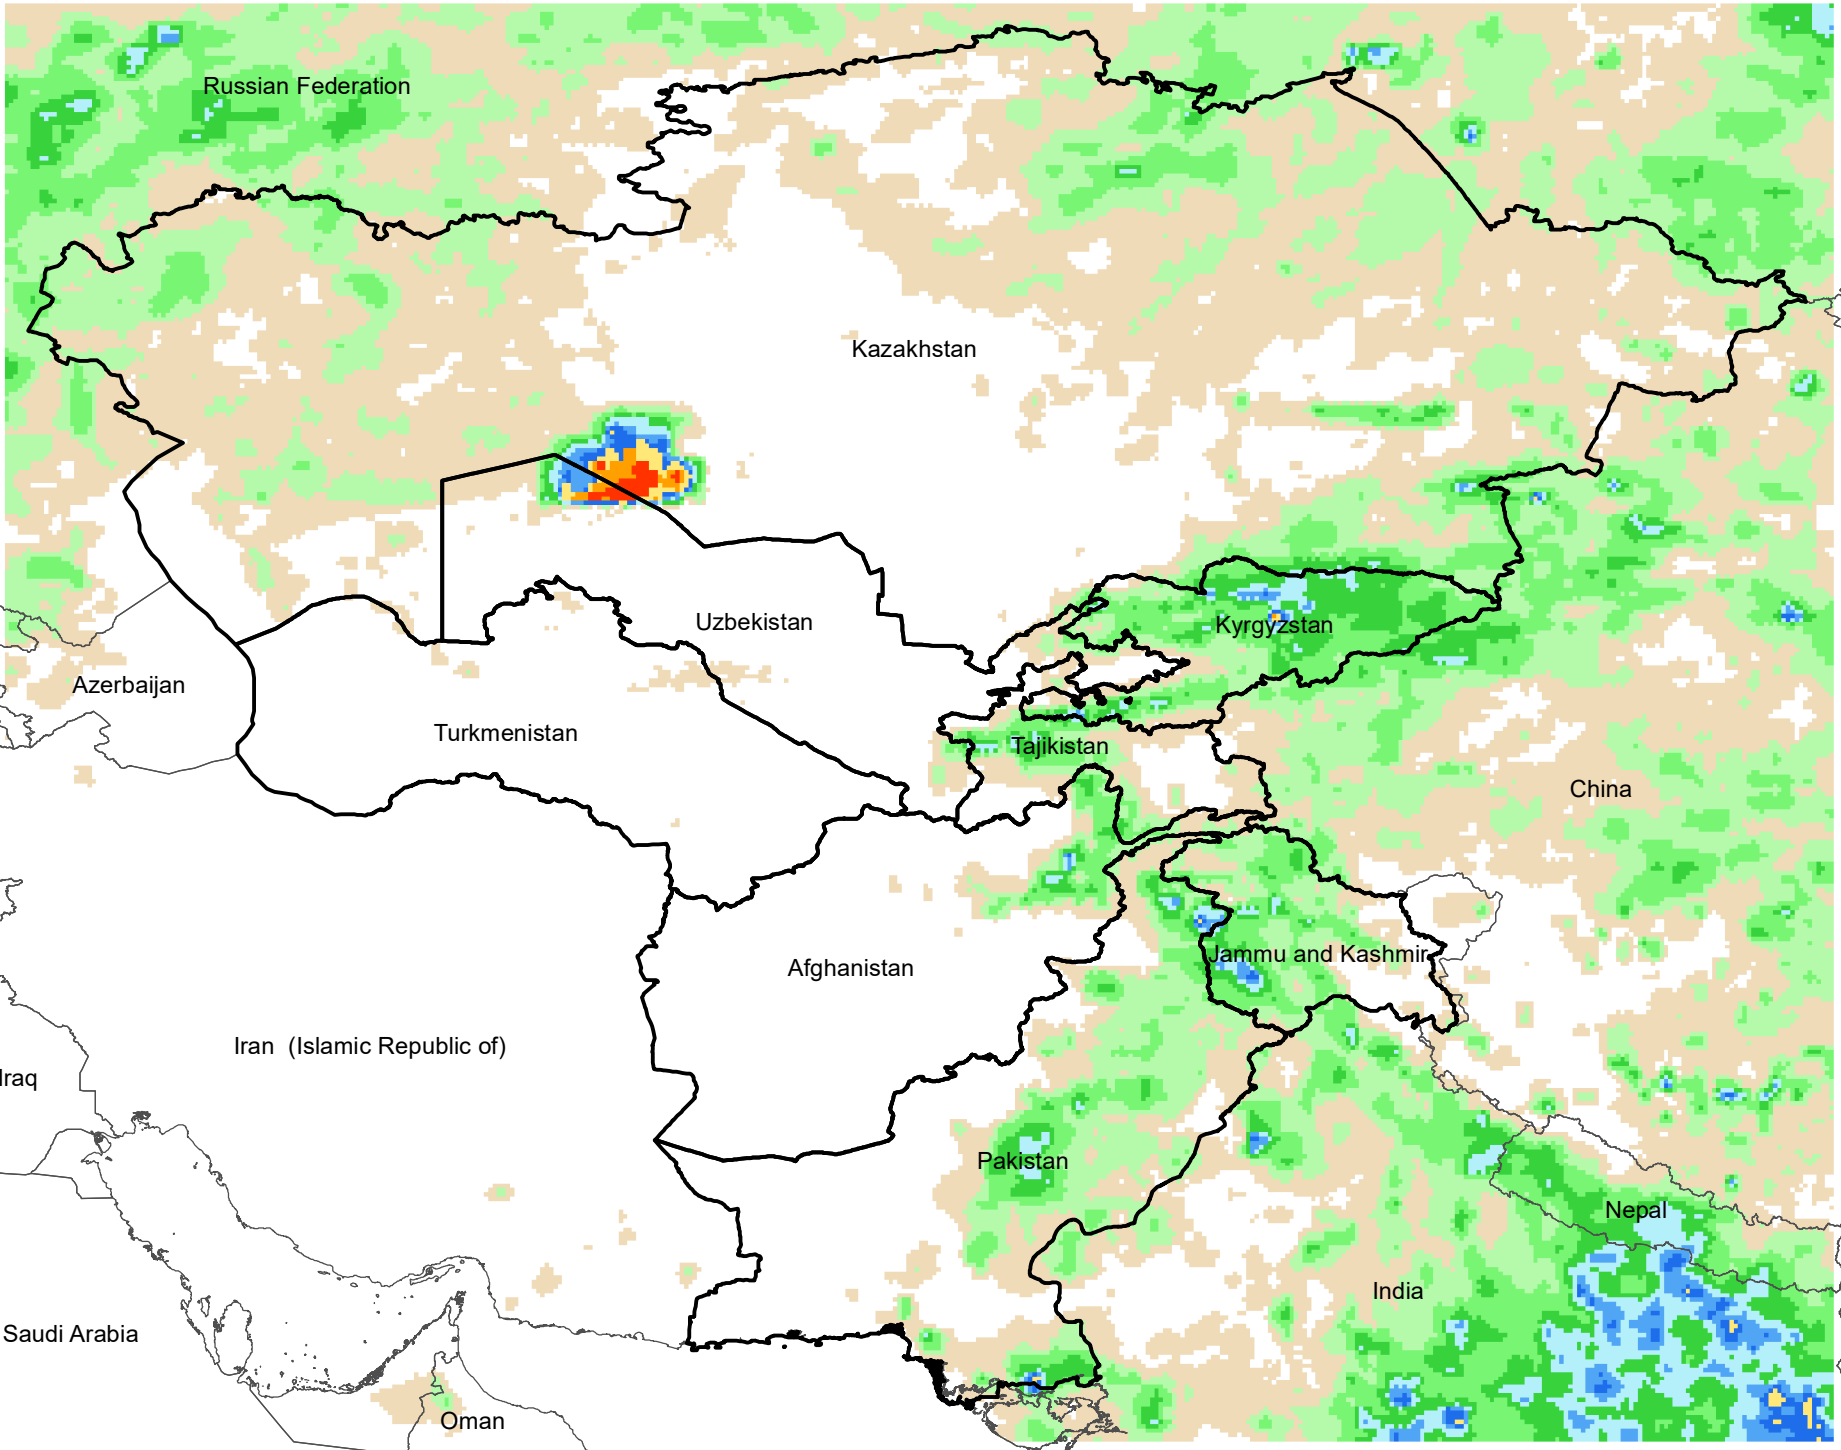 Russian Federation
Kazakhstan
Uzbekistan
Kyrgyzstan
Azerbaijan
Turkmenistan
Tajikistan
China
Jammu and Kashmir
Afghanistan
Iran  (Islamic Republic of)
Iraq
Pakistan
Nepal
India
Saudi Arabia
Oman